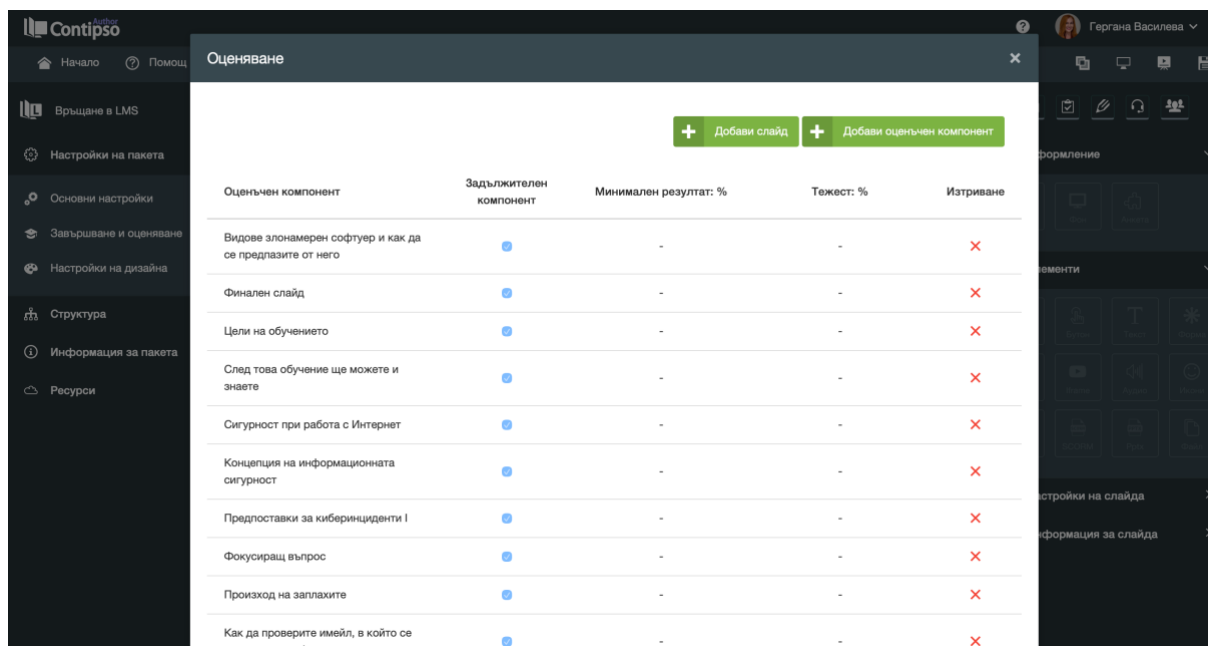 Contipso Author
Гергана Василева
Начало
Помощ
Оценяване
Връщане в LMS
Настройки на пакета
Основни настройки
Завършване и оценяване
Настройки на дизайна
Структура
Информация за пакета
Ресурси
Добави слайд
Добави оценъчен компонент
Оценъчен компонент
Задължителен
компонент
Минимален резултат: %
Тежест: %
Изтриване
Видове злонамерен софтуер и как да
се предпазите от него
-
-
Финален слайд
-
-
Цели на обучението
-
-
След това обучение ще можете и
знаете
-
-
Сигурност при работа с Интернет
-
-
Концепция на информационната
сигурност
-
-
Предпоставки за киберинциденти I
-
-
Фокусиращ въпрос
-
-
Произход на заплахите
-
-
Как да проверите имейл, в който се
-
-
формление
лементи
стройки на слайда
нформация за слайда